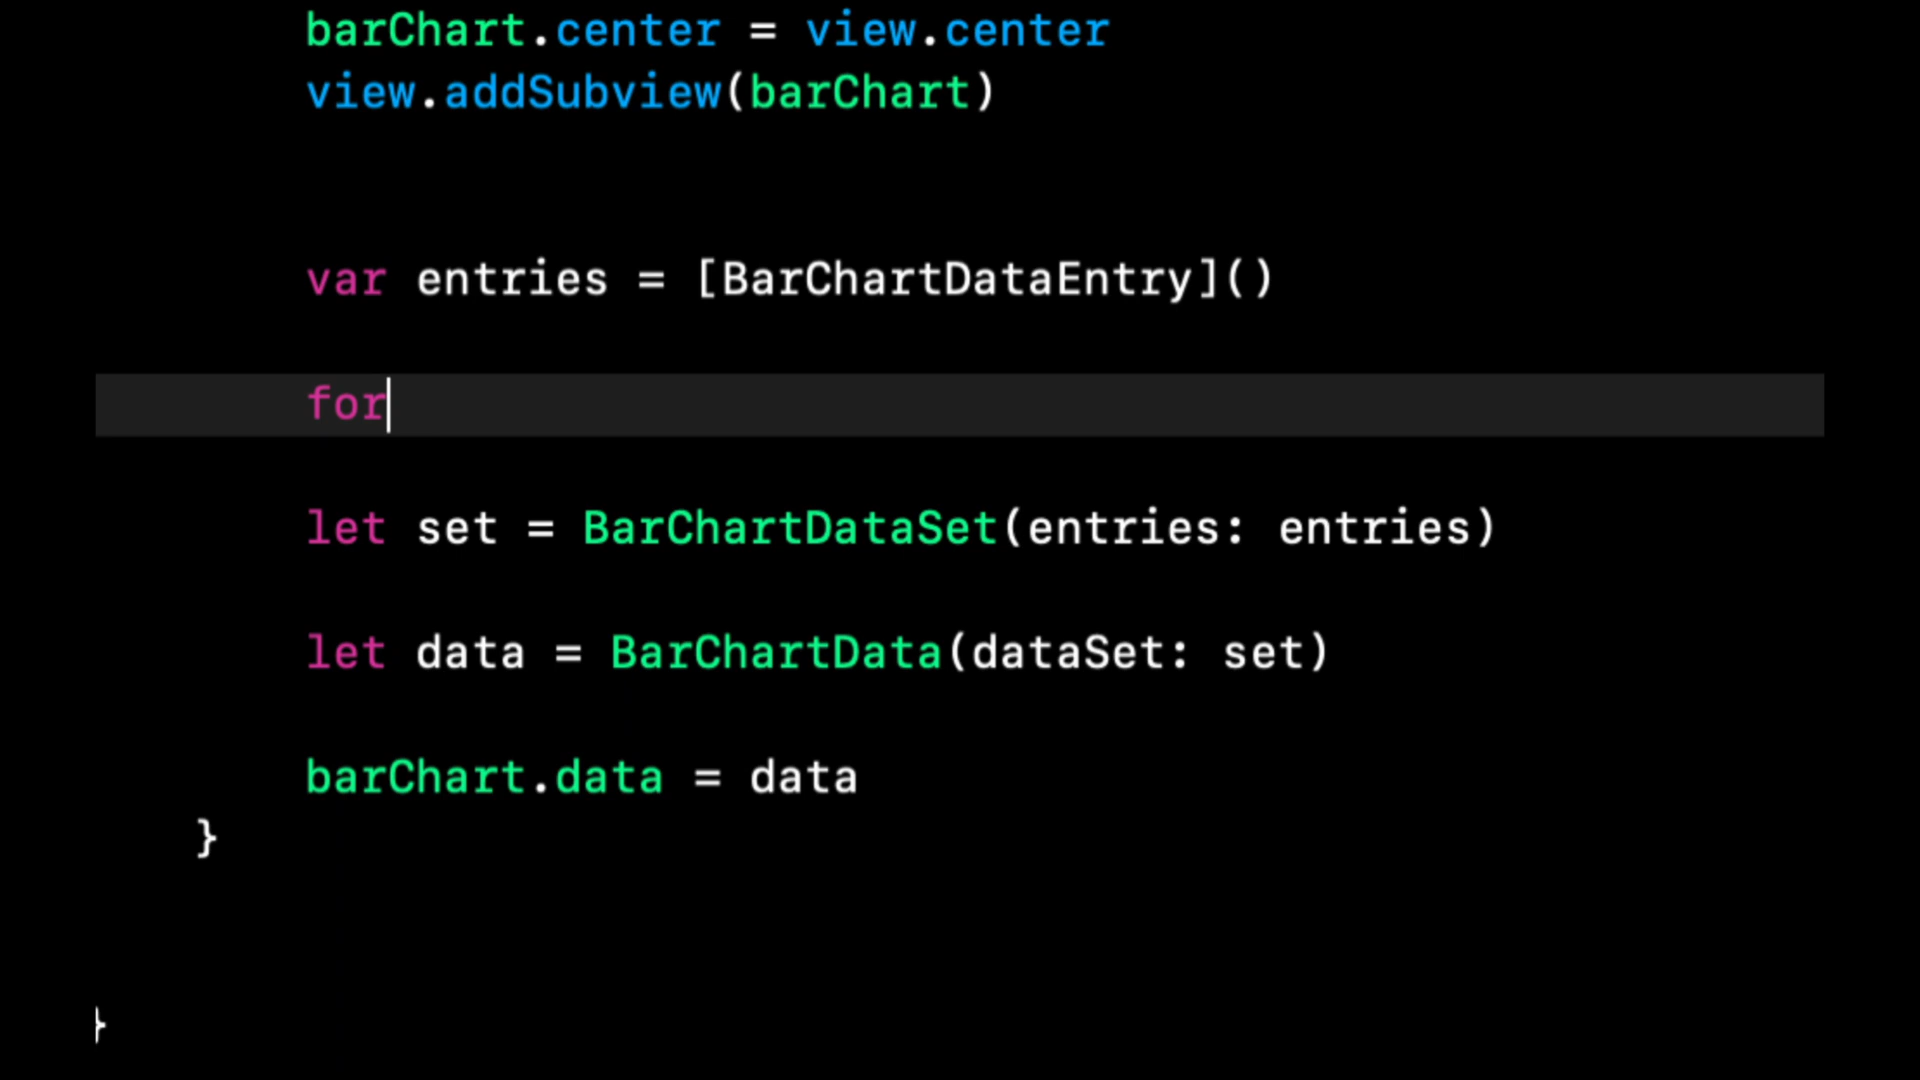 barChart.center = view.center
view.addSubview(barChart)
var entries = [BarChartDataEntry]()
for
let set = BarChartDataSet(entries: entries)
let data = BarChartData(dataSet: set)
barChart.data = data
}
}